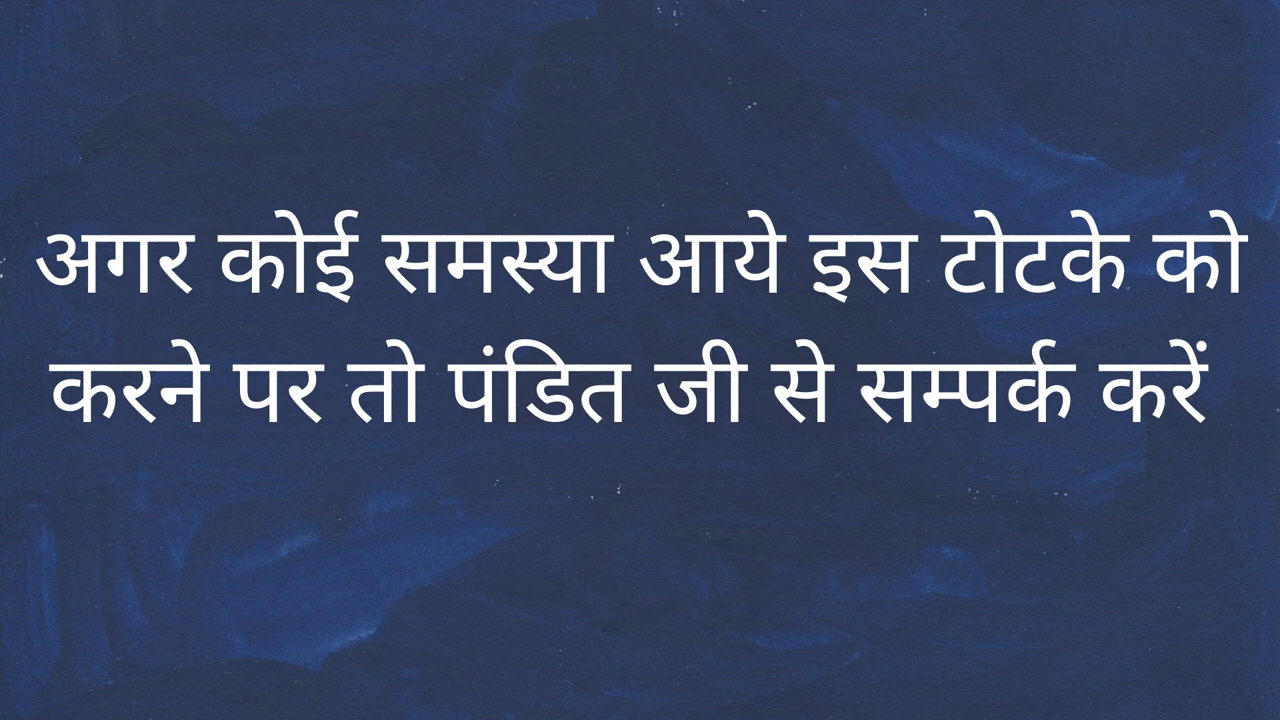 अगर कोई समस्या आये इस टोटके को
करने पर तो पंडित जी से सम्पर्क करें